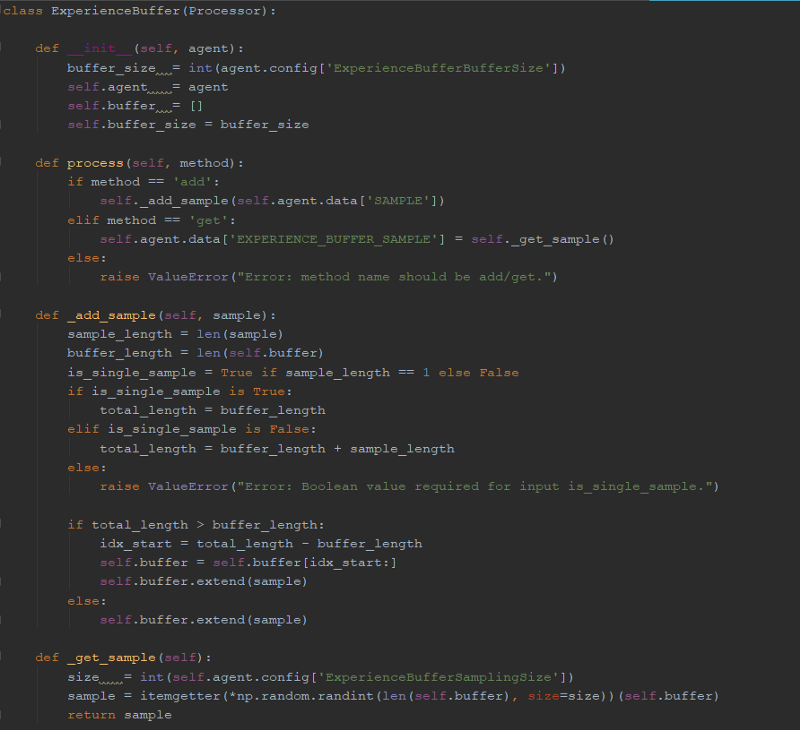 class ExperienceBuffer(Processor):
def __init__(self, agent):
buffer_size = int(agent.config['ExperienceBufferBufferSize'])
self.agent = agent
self.buffer = []
self.buffer_size = buffer_size
def process(self, method):
if method == 'add':
self._add_sample(self.agent.data['SAMPLE'])
elif method == 'get':
self.agent.data['EXPERIENCE_BUFFER_SAMPLE'] = self._get_sample()
else:
raise ValueError("Error: method name should be add/get.")
def _add_sample(self, sample):
sample_length = len(sample)
buffer_length = len(self.buffer)
is_single_sample = True if sample_length == 1 else False
if is_single_sample is True:
total_length = buffer_length
elif is_single_sample is False:
total_length = buffer_length + sample_length
else:
raise ValueError("Error: Boolean value required for input is_single_sample.")
if total_length > buffer_length:
idx_start = total_length - buffer_length
self.buffer = self.buffer[idx_start:]
self.buffer.extend(sample)
else:
self.buffer.extend(sample)
def _get_sample(self):
size = int(self.agent.config['ExperienceBufferSamplingSize'])
sample = itemgetter(*np.random.randint(len(self.buffer), size=size))(self.buffer)
return sample